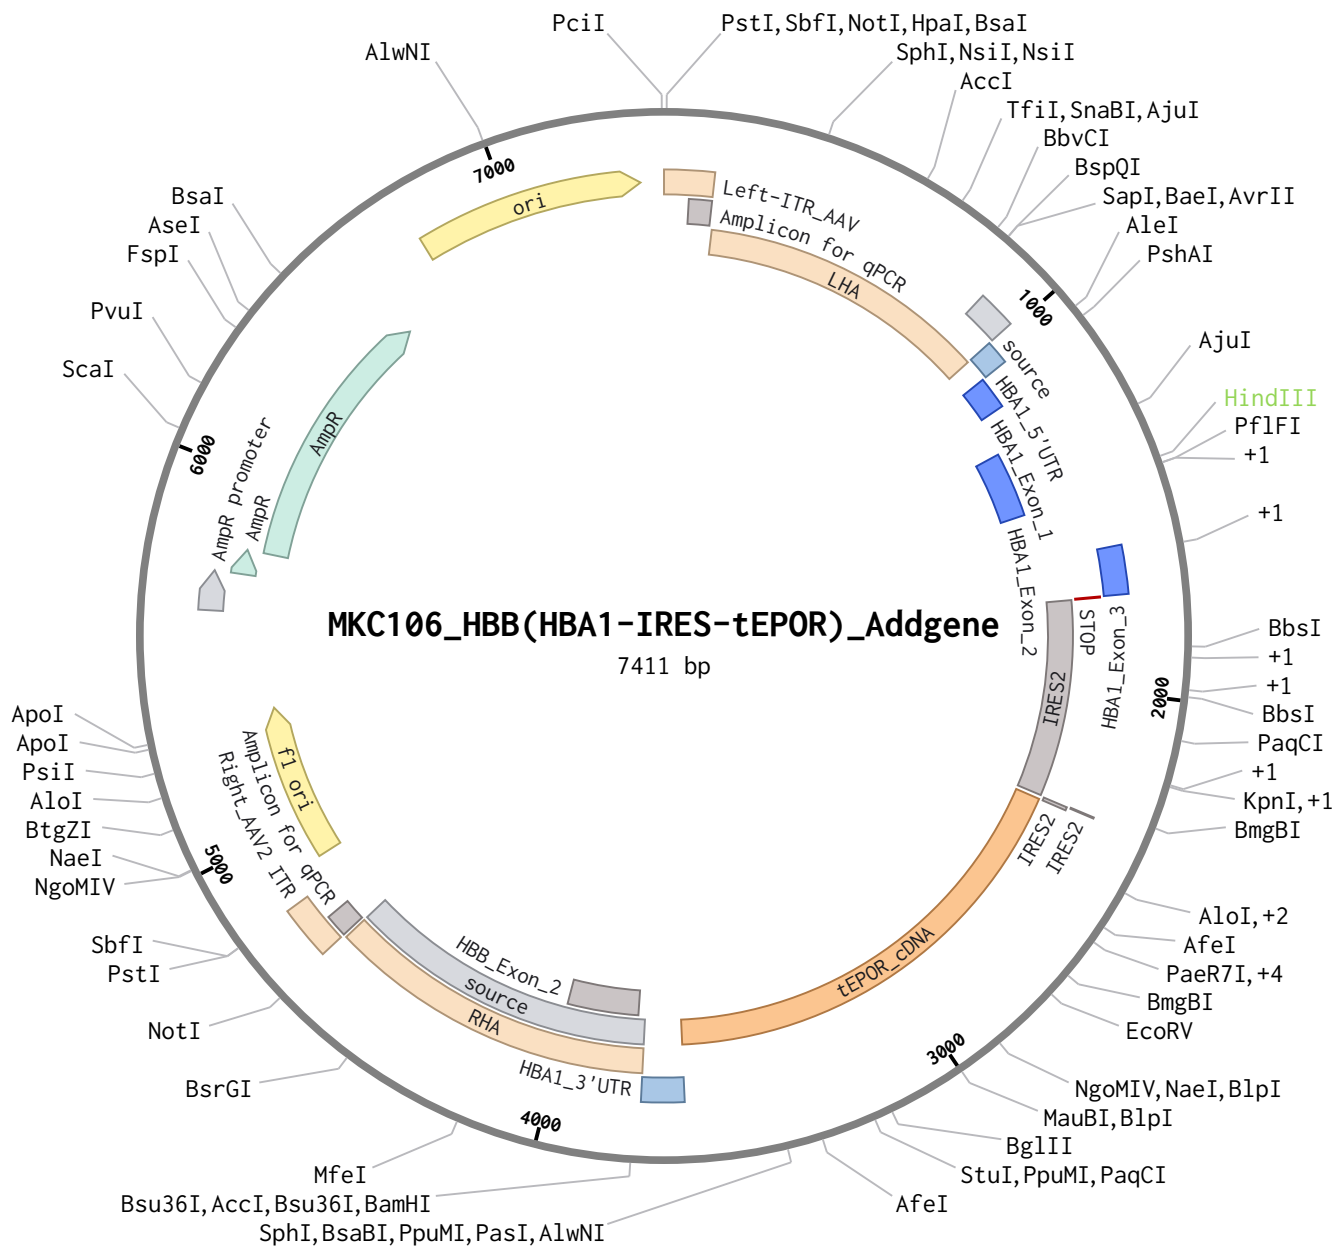 PciI
PstI, SbfI, NotI, HpaI, BsaI
AlwNI
SphI, NsiI, NsiI
AccI
TfiI, SnaBI, AjuI
BbvCI
BspQI
SapI, BaeI, AvrII
AleI
PshAI
AjuI
HindIII
PflFI
+1
+1
BbsI
+1
+1
BbsI
PaqCI
+1
KpnI, +1
BmgBI
AloI, +2
AfeI
PaeR7I, +4
BmgBI
EcoRV
NgoMIV, NaeI, BlpI
MauBI, BlpI
BglII
StuI, PpuMI, PaqCI
AfeI
SphI, BsaBI, PpuMI, PasI, AlwNI
Bsu36I, AccI, Bsu36I, BamHI
MfeI
BsrGI
NotI
PstI
SbfI
NgoMIV
NaeI
BtgZI
AloI
PsiI
ApoI
ApoI
ScaI
PvuI
FspI
AseI
BsaI
7000
1000
2000
3000
4000
5000
6000
ori
Left-ITR_AAV
Amplicon for qPCR
LHA
source
HBA1_5'UTR
HBA1_Exon_1
HBA1_Exon_2
HBA1_Exon_3
STOP
IRES2
IRES2
IRES2
tEPOR_cDNA
HBA1_3'UTR
HBB_Exon_2
source
RHA
Amplicon for qPCR
Right_AAV2 ITR
f1 ori
AmpR promoter
AmpR
AmpR
MKC106_HBB(HBA1-IRES-tEPOR)_Addgene
7411 bp